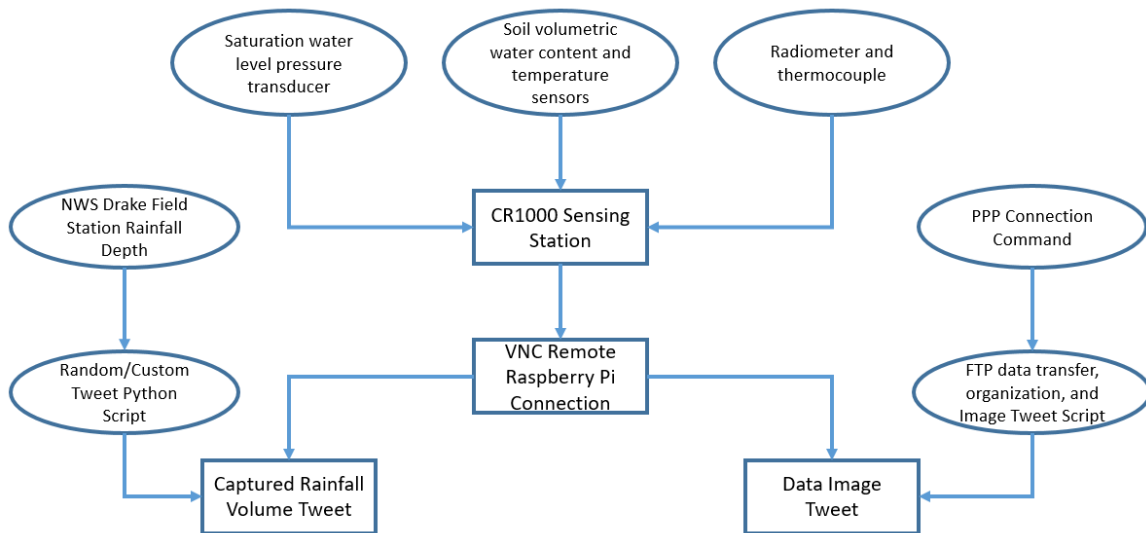 Saturation water
level pressure
transducer
Soil volumetric
water content and
temperature
sensors
Radiometer and
thermocouple
NWS Drake Field
Station Rainfall
Depth
CR1000 Sensing
Station
PPP Connection
Command
Random/Custom
Tweet Python
Script
VNC Remote
Raspberry Pi
Connection
FTP data transfer,
organization, and
Image Tweet Script
Captured Rainfall
Volume Tweet
Data Image
Tweet